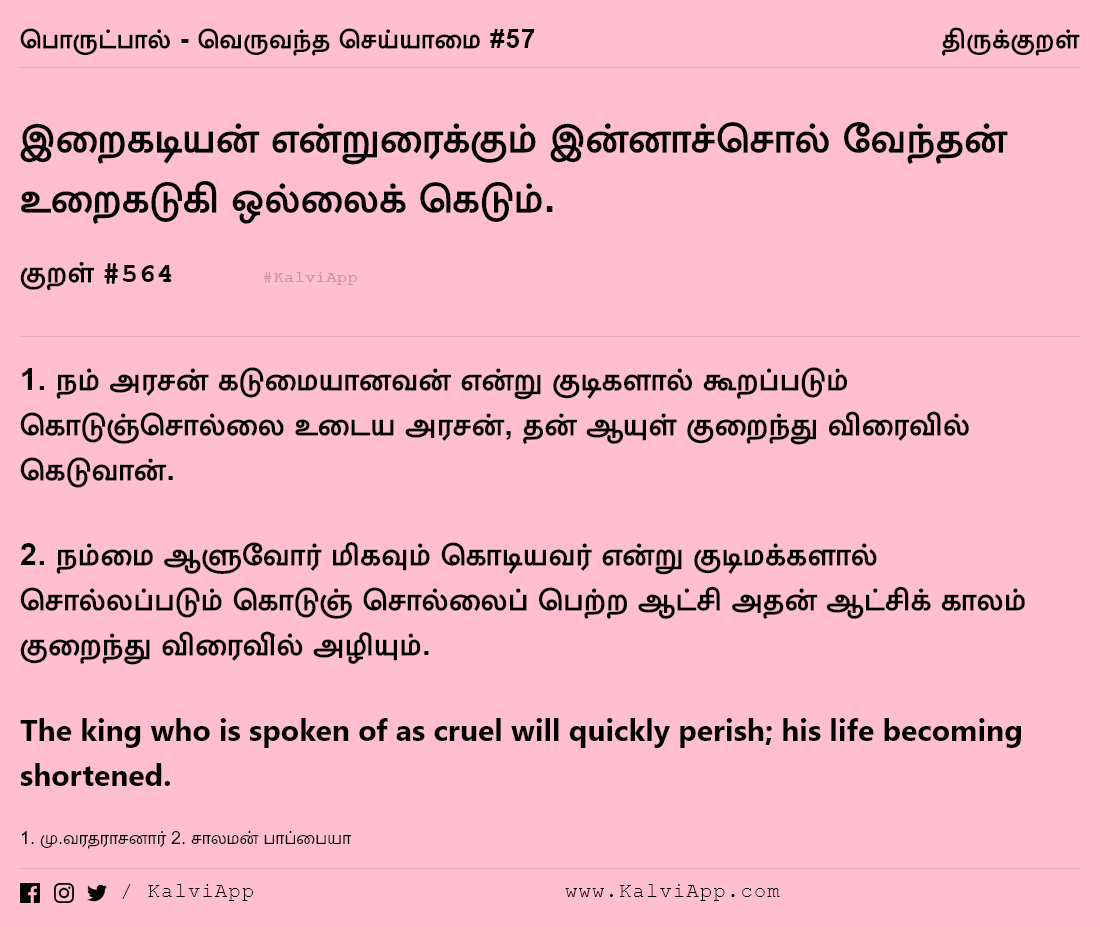 பொருட்பால் - வெருவந்த செய்யாமை #57 திருக்குறள்
இறைகடியன் என்றுரைக்கும் இன்னாச்சொல் வேந்தன்
உறைகடுகி ஒல்லைக் கெடும்.
குறள் #564 #KalviApp
1. நம் அரசன் கடுமையானவன் என்று குடிகளால் கூறப்படும்
கொடுஞ்சொல்லை உடைய அரசன், தன் ஆயுள் குறைந்து விரைவில்
கெடுவான்.
2. நம்மை ஆளுவோர் மிகவும் கொடியவர் என்று குடிமக்களால்
சொல்லப்படும் கொடுஞ் சொல்லைப் பெற்ற ஆட்சி அதன் ஆட்சிக் காலம்
குறைந்து விரைவி்ல் அழியும்.
The king who is spoken of as cruel will quickly perish; his life becoming
shortened.
1. மு.வரதராசனார் 2. சாலமன் பாப்பையா
/ KalviApp www.KalviApp.com